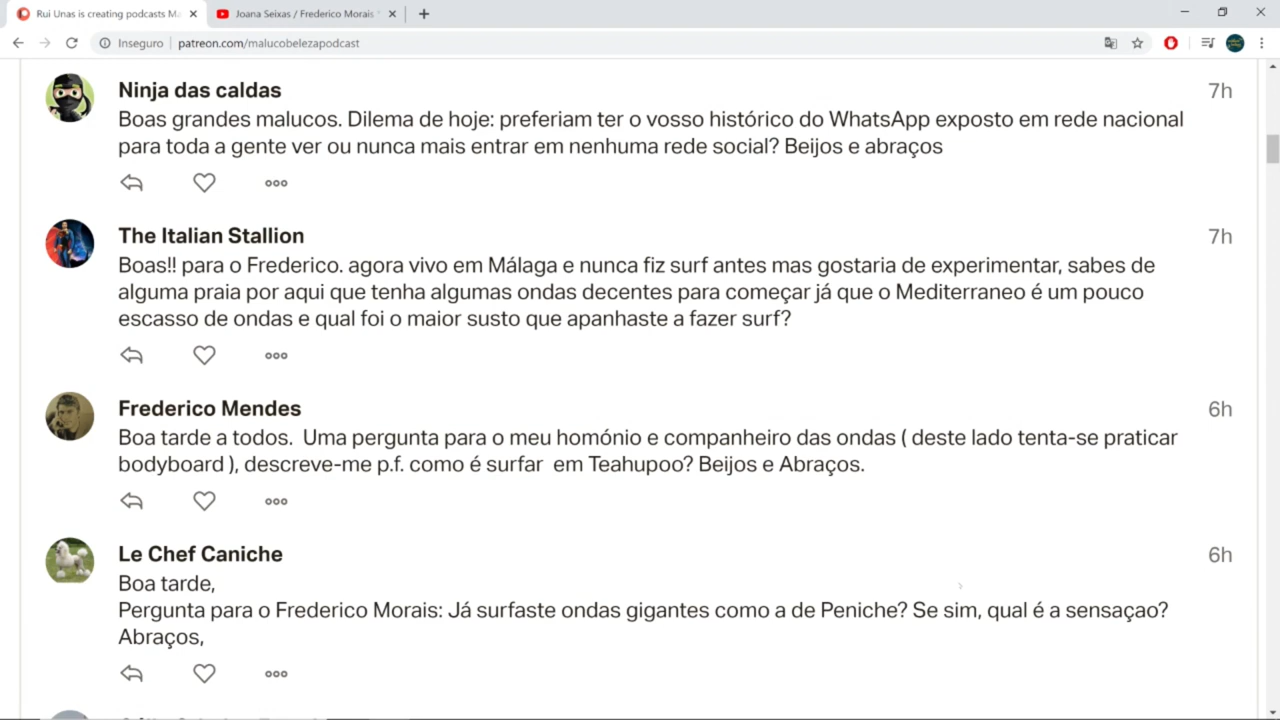 Rui Unas is creating podcasts Ma
Joana Seixas / Frederico Morais
Inseguro
patreon.com/malucobelezapodcast
Ninja das caldas
7h
Boas grandes malucos. Dilema de hoje: preferiam ter o vosso histórico do WhatsApp exposto em rede nacional
para toda a gente ver ou nunca mais entrar em nenhuma rede social? Beijos e abraços
The Italian Stallion
7h
Boas!! para o Frederico. agora vivo em Málaga e nunca fiz surf antes mas gostaria de experimentar, sabes de
alguma praia por aqui que tenha algumas ondas decentes para começar já que o Mediterraneo é um pouco
escasso de ondas e qual foi o maior susto que apanhaste a fazer surf?
Frederico Mendes
6h
Boa tarde a todos.  Uma pergunta para o meu homónio e companheiro das ondas ( deste lado tenta-se praticar
bodyboard ), descreve-me p.f. como é surfar  em Teahupoo? Beijos e Abraços.
Le Chef Caniche
6h
Boa tarde,
Pergunta para o Frederico Morais: Já surfaste ondas gigantes como a de Peniche? Se sim, qual é a sensaçao?
Abraços,